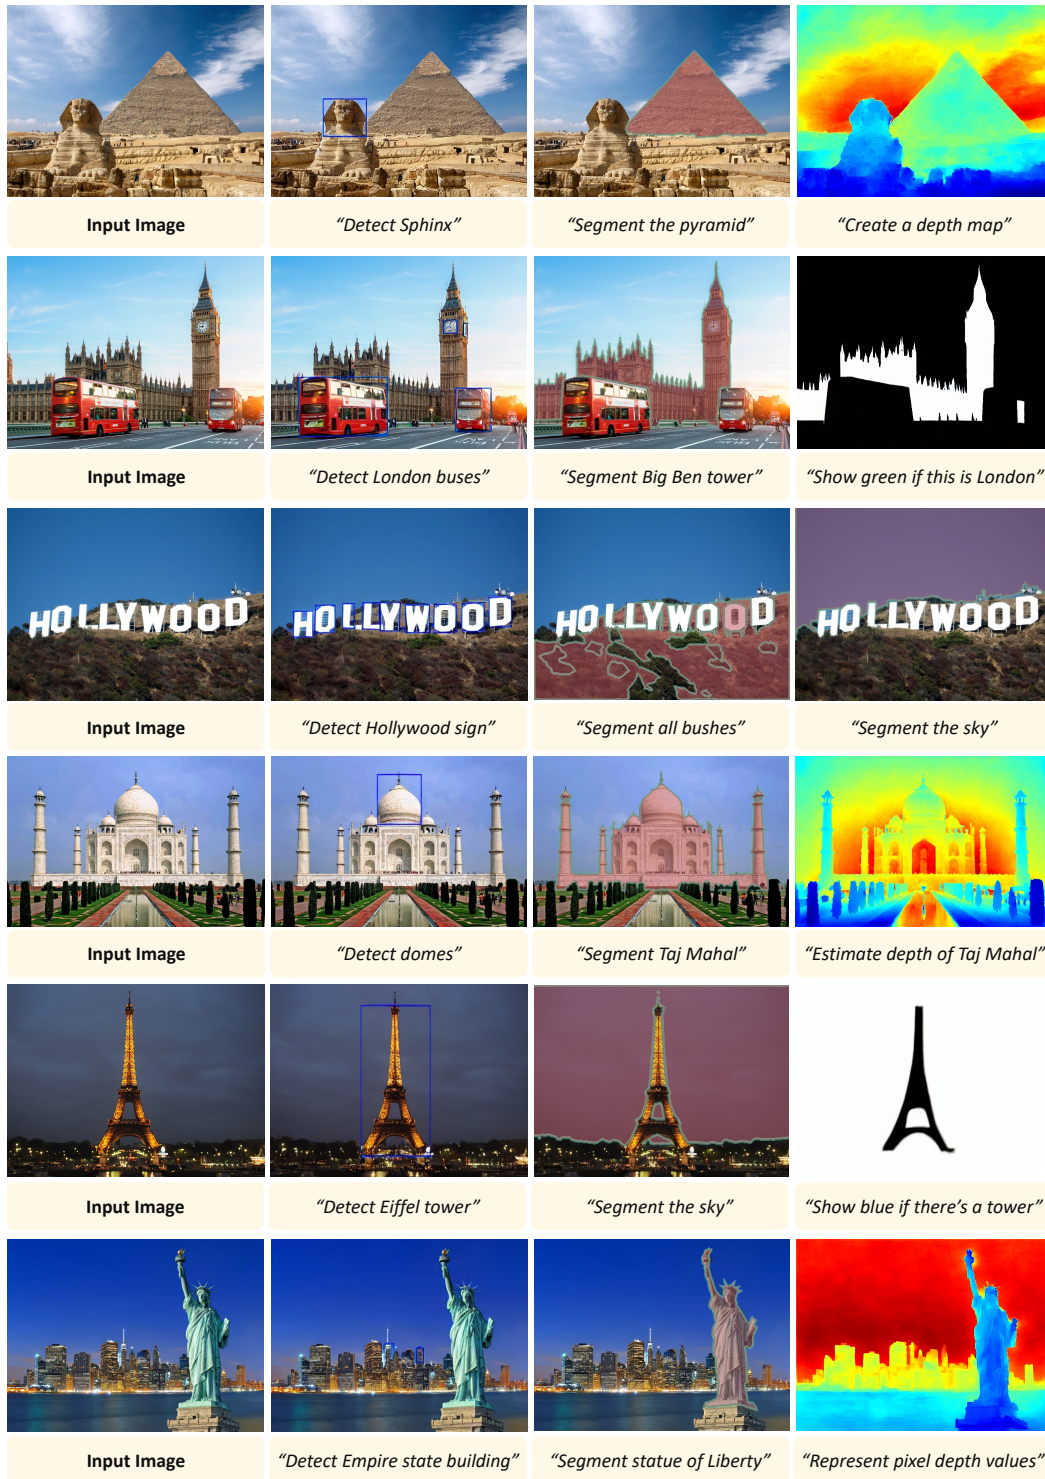 Input Image
“Detect Sphinx”
“Segment the pyramid”
“Create a depth map”
Input Image
“Detect London buses”
“Segment Big Ben tower”
“Show green if this is London”
HOLLYWOOD
HOLLYWOOD
HOLLYWOOD
HOLLYWOOD
Input Image
“Detect Hollywood sign”
“Segment all bushes”
“Segment the sky”
Input Image
“Detect domes”
“Segment Taj Mahal”
“Estimate depth of Taj Mahal”
Input Image
“Detect Eiffel tower”
“Segment the sky”
“Show blue if there’s a tower”
Input Image
“Detect Empire state building”
“Segment statue of Liberty”
“Represent pixel depth values”